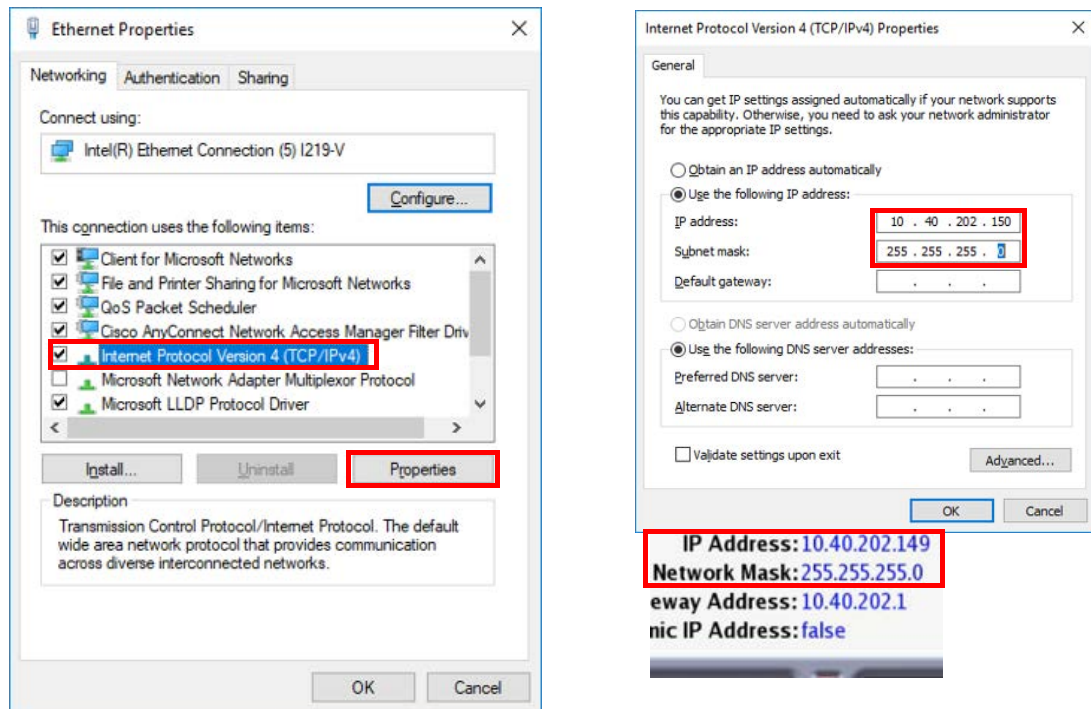 Ethernet Properties
Networking Authentication Sharing
Connect using:
Intel(R) Ethernet Connection (5) I219-V
Configure...
This connection uses the following items:
Client for Microsoft Networks
File and Printer Sharing for Microsoft Networks
QoS Packet Scheduler
Cisco AnyConnect Network Access Manager Filter Driv
Internet Protocol Version 4 (TCP/IPv4)
Microsoft Network Adapter Multiplexor Protocol
Microsoft LLDP Protocol Driver
Install... Uninstall Properties
Description
Transmission Control Protocol/Internet Protocol. The default
wide area network protocol that provides communication
across diverse interconnected networks.
OK Cancel
Internet Protocol Version 4 (TCP/IPv4) Properties
General
You can get IP settings assigned automatically if your network supports
this capability. Otherwise, you need to ask your network administrator
for the appropriate IP settings.
Obtain an IP address automatically
Use the following IP address:
IP address: 10 . 40 . 202 . 150
Subnet mask: 255 . 255 . 255 . 0
Default gateway: . . .
Obtain DNS server address automatically
Use the following DNS server addresses:
Preferred DNS server: . . .
Alternate DNS server: . . .
Validate settings upon exit
Advanced...
OK Cancel
IP Address: 10.40.202.149
Network Mask: 255.255.255.0
eway Address: 10.40.202.1
nic IP Address: false